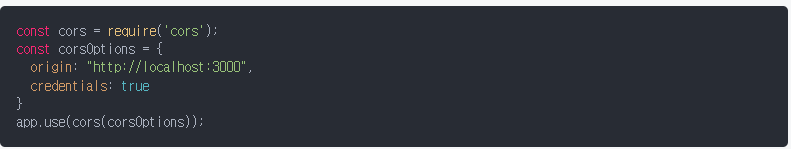 const cors = require('cors');
const corsOptions = {
  origin: "http://localhost:3000",
  credentials: true
}
app.use(cors(corsOptions));